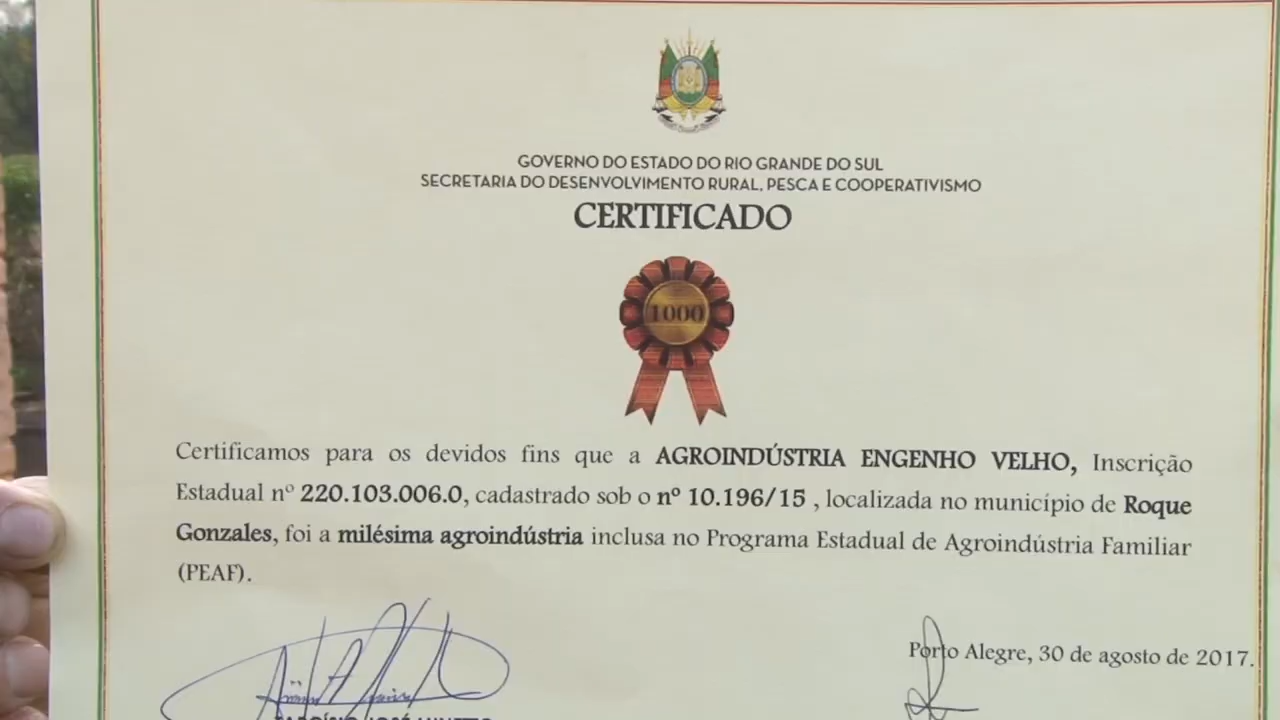 GOVERNO DO ESTADO DO RIO GRANDE DO SUL
SECRETARIA DO DESENVOLVIMENTO RURAL, PESCA E COOPERATIVISMO
CERTIFICADO
1000
Certificamos para os devidos fins que a AGROINDÚSTRIA ENGENHO VELHO, Inscrição
Estadual nº 220.103.006.0, cadastrado sob o nº 10.196/15 , localizada no município de Roque
Gonzales, foi a milésima agroindústria inclusa no Programa Estadual de Agroindústria Familiar
(PEAF).
Porto Alegre, 30 de agosto de 2017.